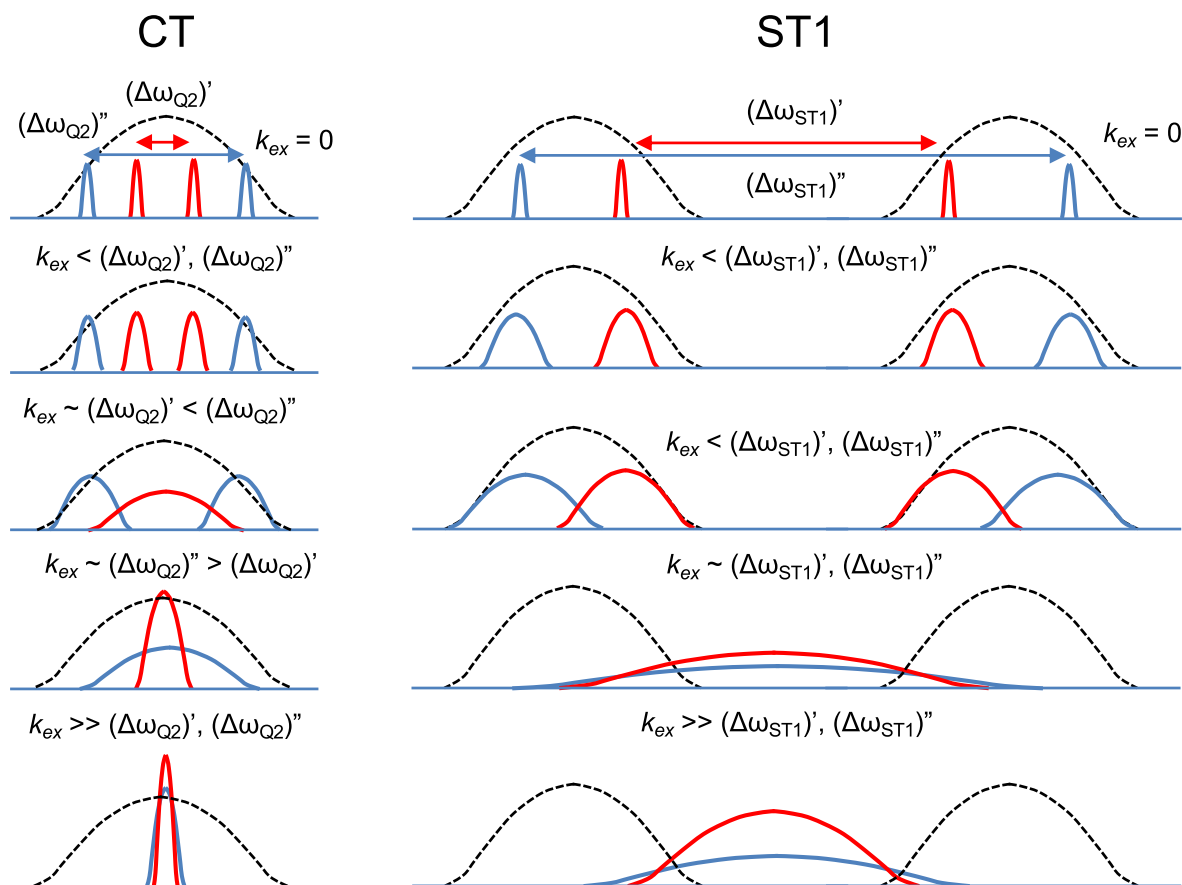 CT
ST1
(Δω_Q2)’
(Δω_Q2)” k_ex = 0
(Δω_ST1)’ k_ex = 0
(Δω_ST1)”
k_ex < (Δω_Q2)’, (Δω_Q2)”
k_ex < (Δω_ST1)’, (Δω_ST1)”
k_ex ~ (Δω_Q2)’ < (Δω_Q2)”
k_ex < (Δω_ST1)’, (Δω_ST1)”
k_ex ~ (Δω_Q2)” > (Δω_Q2)’
k_ex ~ (Δω_ST1)’, (Δω_ST1)”
k_ex >> (Δω_Q2)’, (Δω_Q2)”
k_ex >> (Δω_ST1)’, (Δω_ST1)”